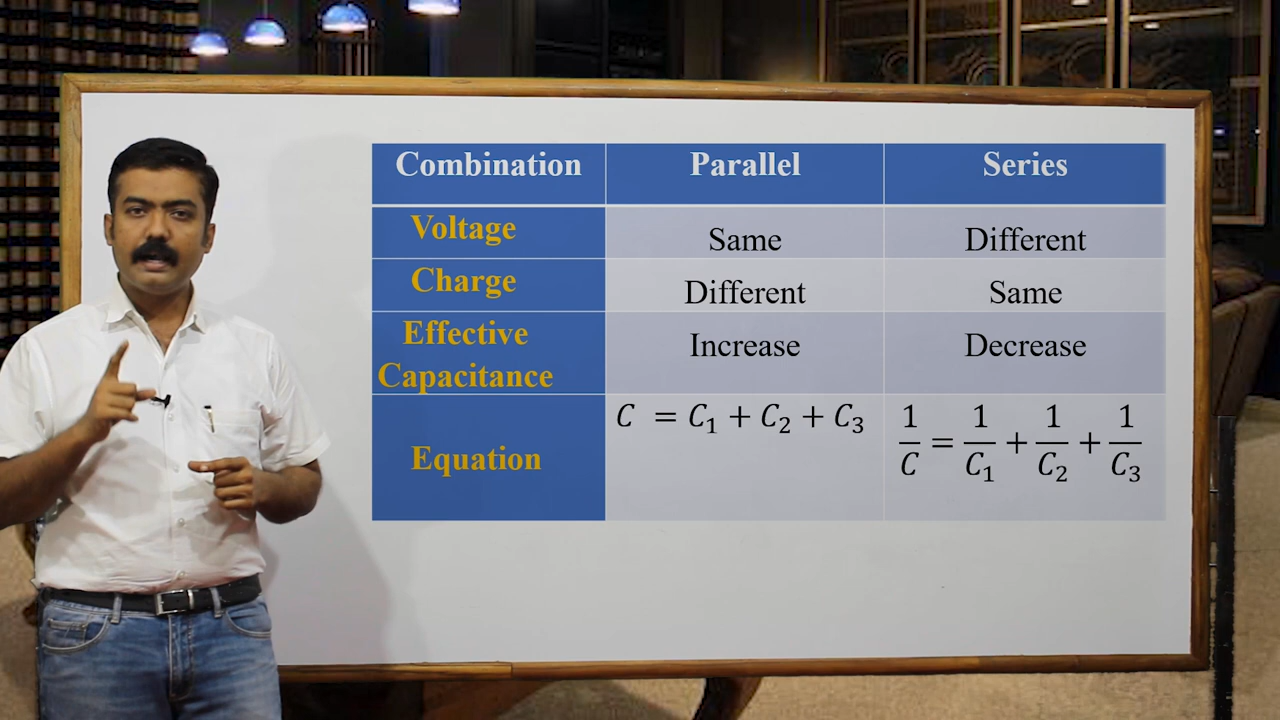 Combination Parallel Series
Voltage Same Different
Charge Different Same
Effective Capacitance Increase Decrease
Equation C = C₁ + C₂ + C₃ 1/C = 1/C₁ + 1/C₂ + 1/C₃